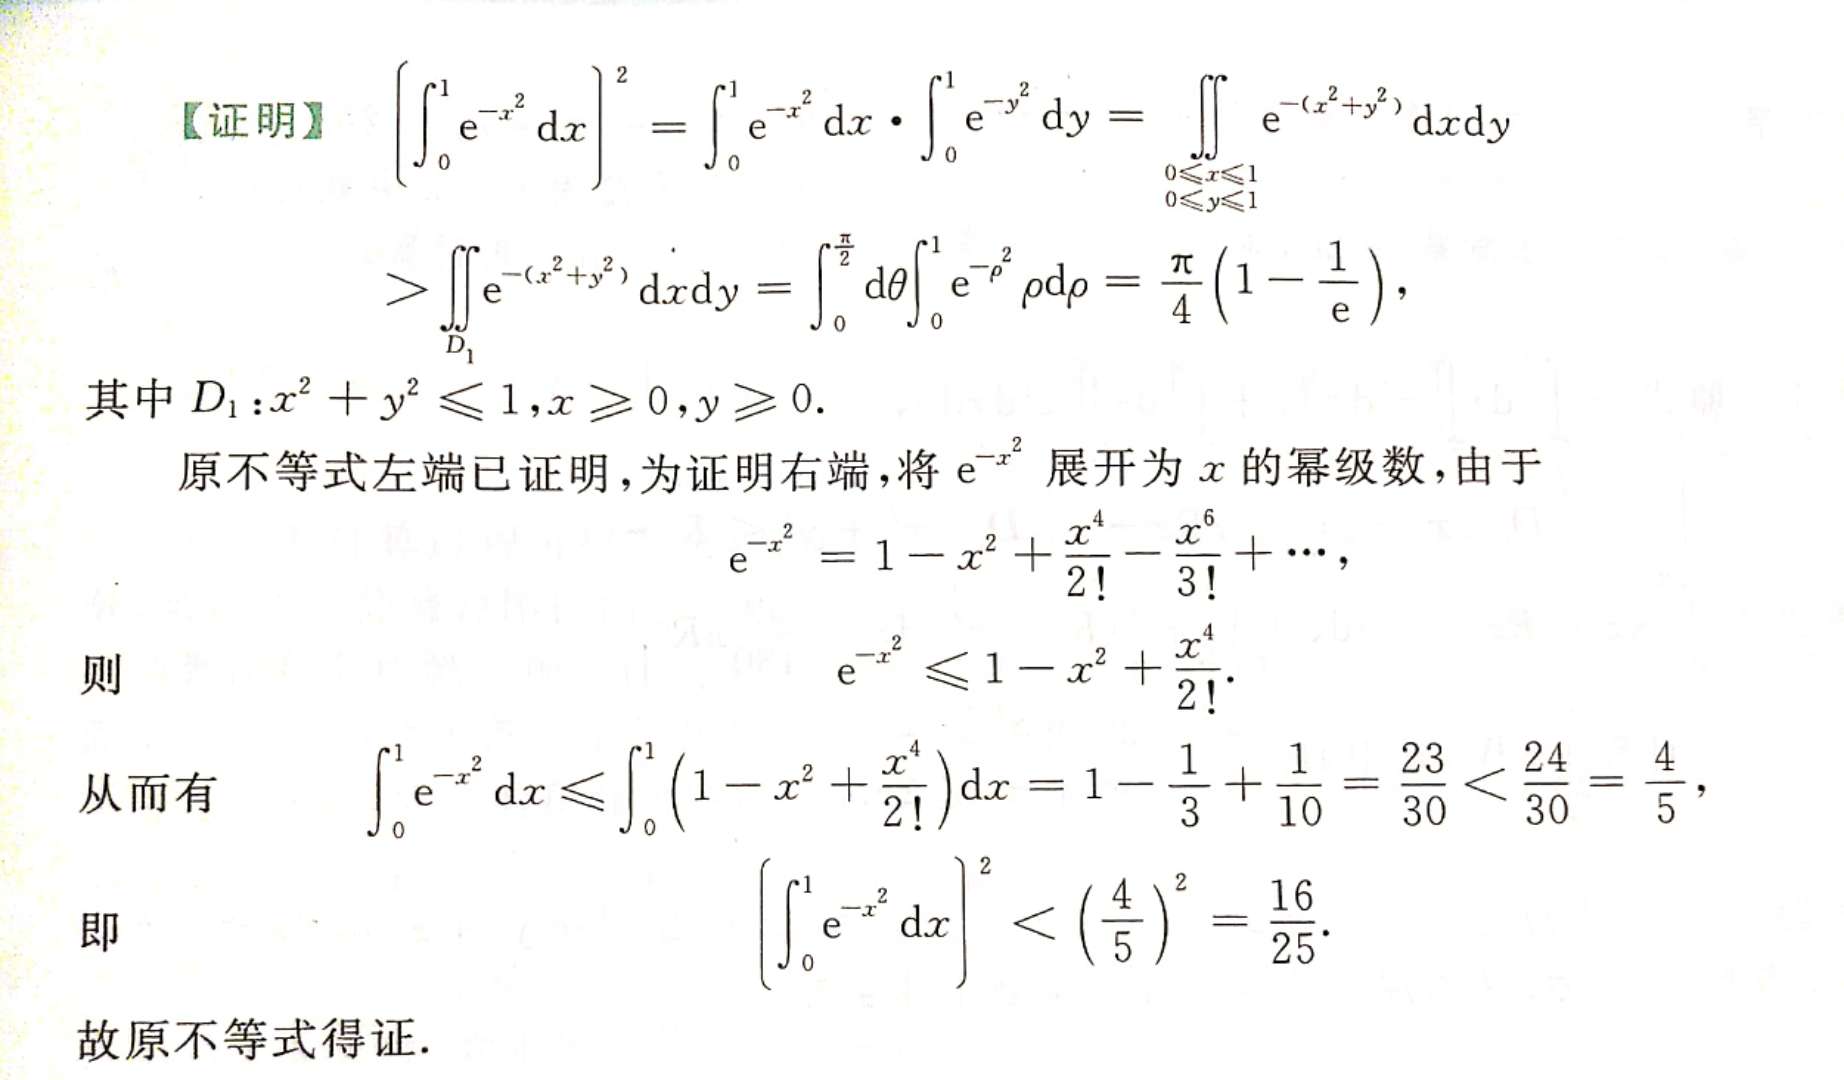 【证明】 $\left[\int_0^1 e^{-x^2} dx\right]^2 = \int_0^1 e^{-x^2} dx \cdot \int_0^1 e^{-y^2} dy = \iint\limits_{\substack{0 \leqslant x \leqslant 1 \\ 0 \leqslant y \leqslant 1}} e^{-(x^2+y^2)} dxdy$
$> \iint\limits_{D_1} e^{-(x^2+y^2)} dxdy = \int_0^{\frac{\pi}{2}} d\theta \int_0^1 e^{-\rho^2} \rho d\rho = \frac{\pi}{4}\left(1 - \frac{1}{e}\right),$
其中 $D_1: x^2 + y^2 \leqslant 1, x \geqslant 0, y \geqslant 0.$
原不等式左端已证明,为证明右端,将 $e^{-x^2}$ 展开为 $x$ 的幂级数,由于
$e^{-x^2} = 1 - x^2 + \frac{x^4}{2!} - \frac{x^6}{3!} + \cdots,$
则 $e^{-x^2} \leqslant 1 - x^2 + \frac{x^4}{2!}.$
从而有 $\int_0^1 e^{-x^2} dx \leqslant \int_0^1 \left(1 - x^2 + \frac{x^4}{2!}\right) dx = 1 - \frac{1}{3} + \frac{1}{10} = \frac{23}{30} < \frac{24}{30} = \frac{4}{5},$
即 $\left[\int_0^1 e^{-x^2} dx\right]^2 < \left(\frac{4}{5}\right)^2 = \frac{16}{25}.$
故原不等式得证.